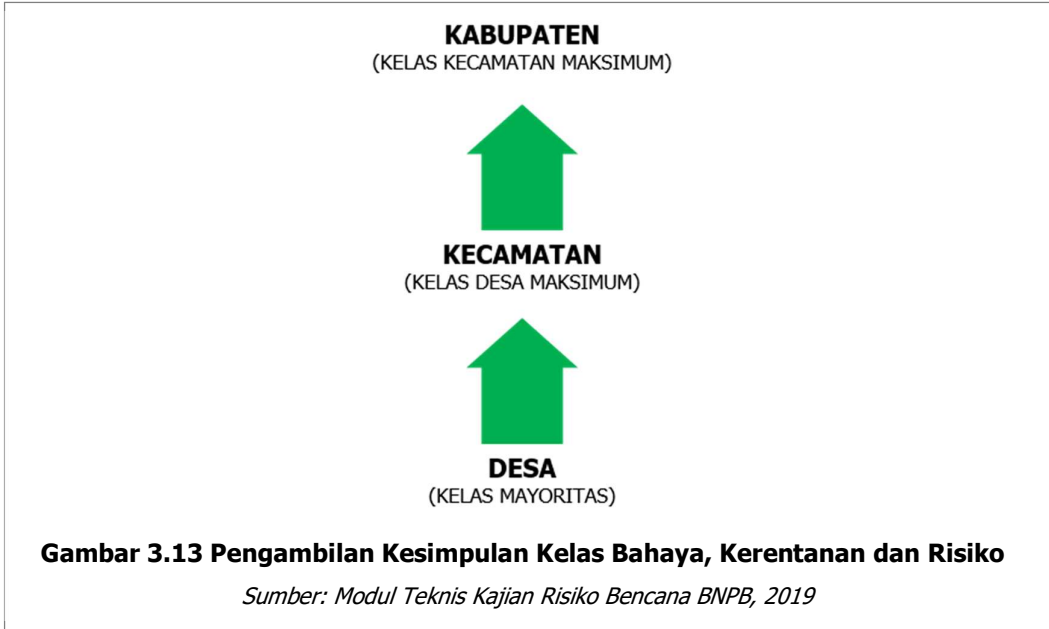 KABUPATEN
(KELAS KECAMATAN MAKSIMUM)
KECAMATAN
(KELAS DESA MAKSIMUM)
DESA
(KELAS MAYORITAS)
Gambar 3.13 Pengambilan Kesimpulan Kelas Bahaya, Kerentanan dan Risiko
Sumber: Modul Teknis Kajian Risiko Bencana BNPB, 2019